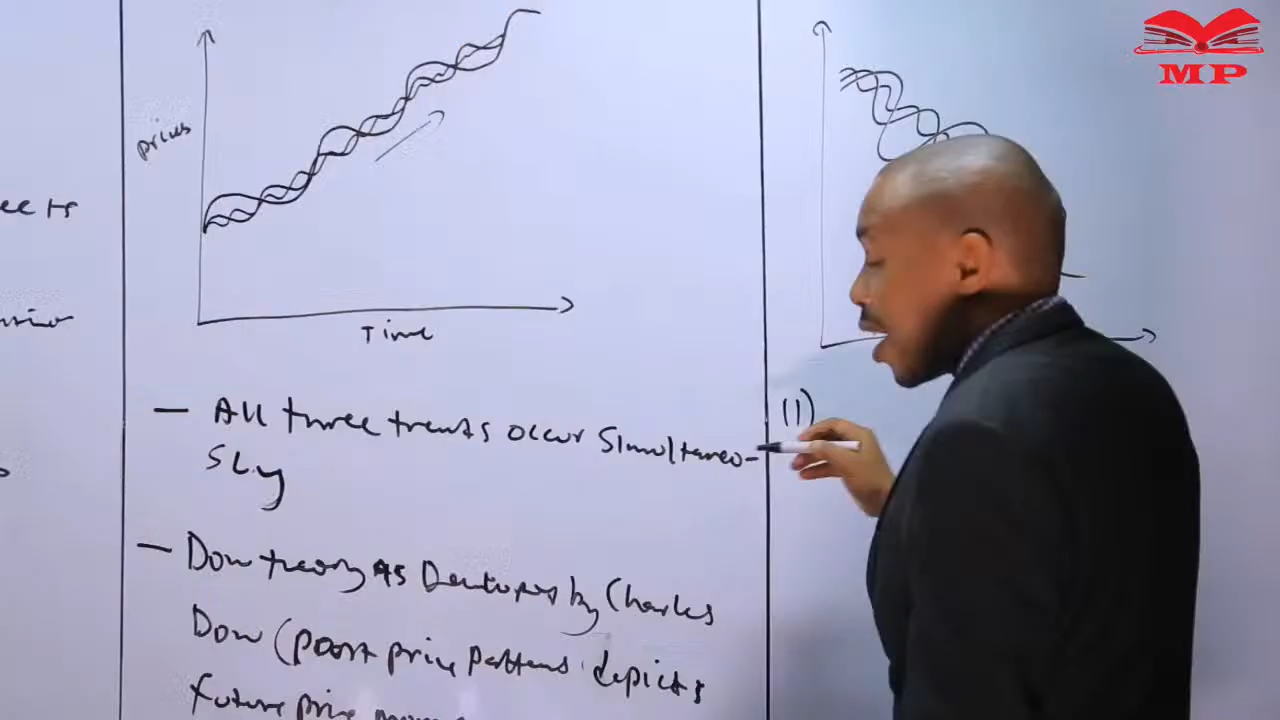 MP
prices
Time
— All three trends occur Simultaneo-
sly
— Dow theory as Developed by Charles
Dow (past price patterns depicts
future price
(1)